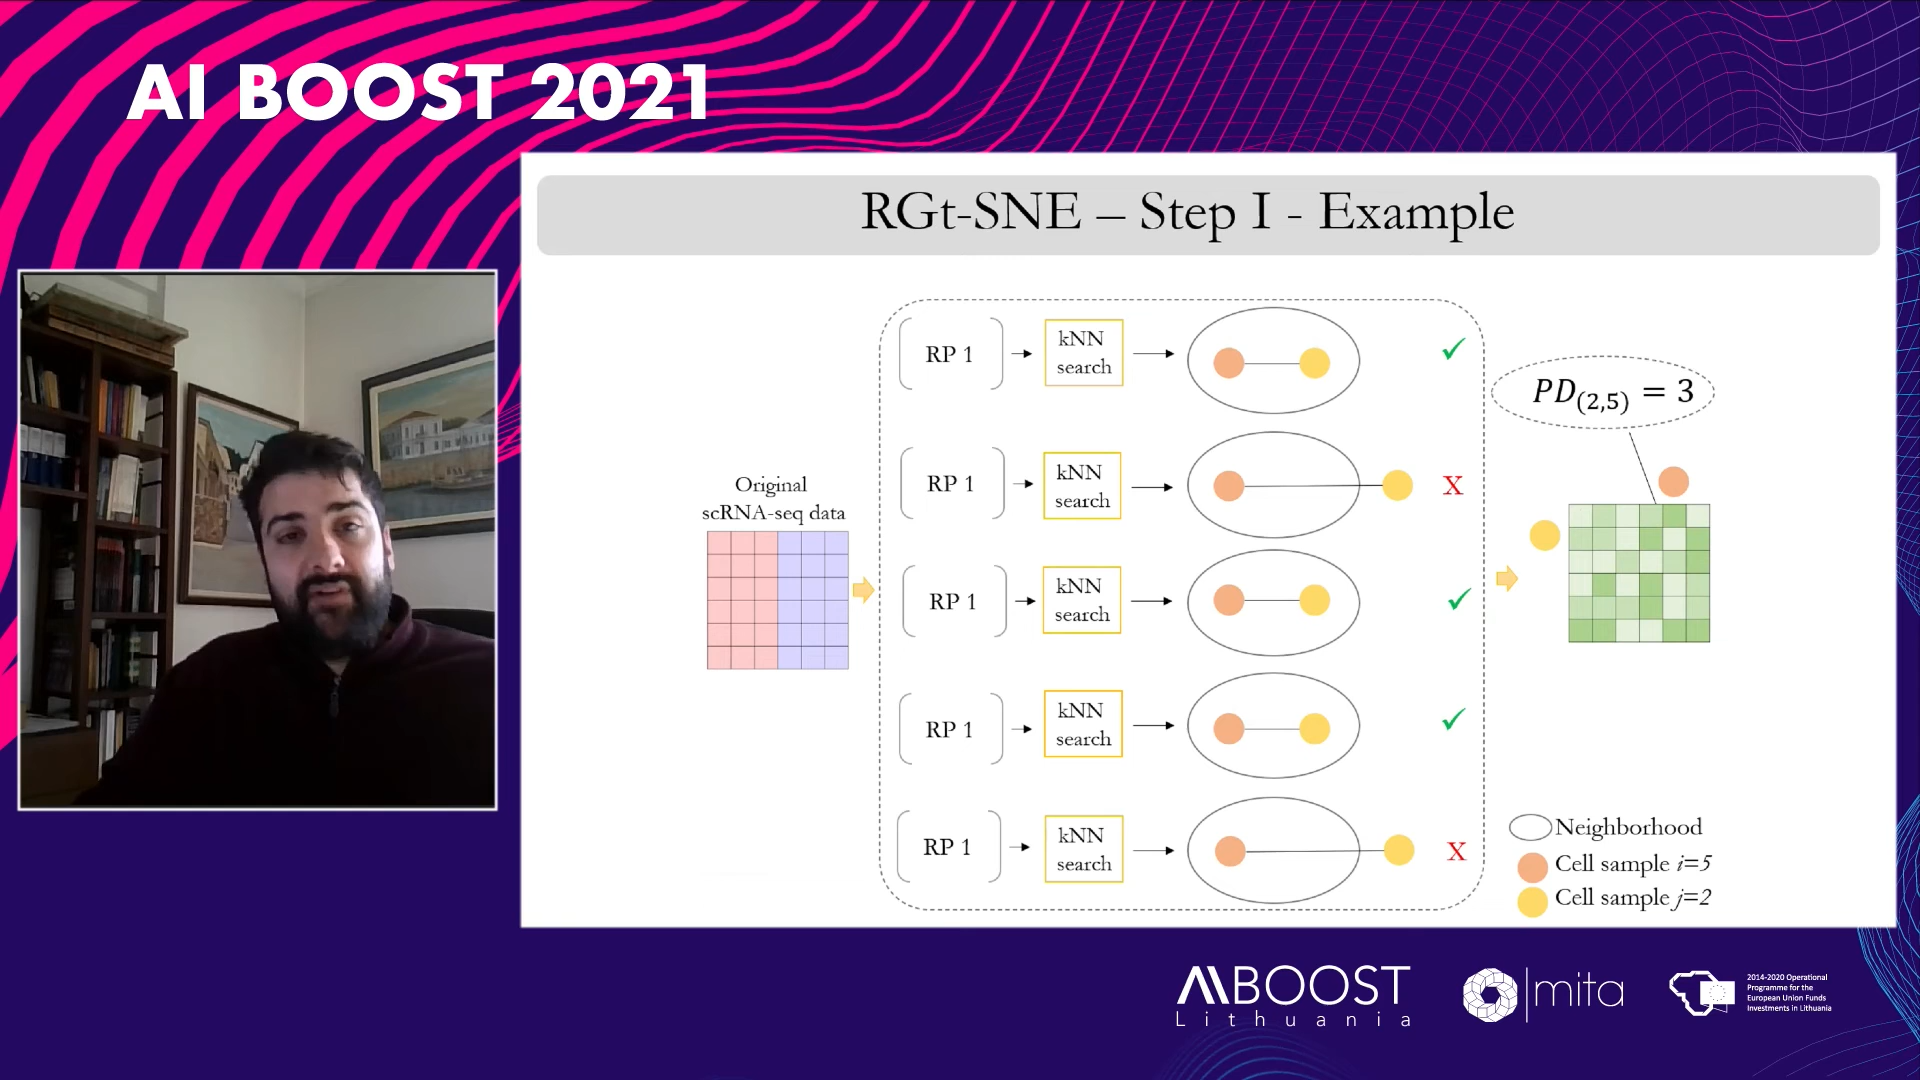 AI BOOST 2021
RGt-SNE – Step I - Example
Original
scRNA-seq data
RP 1
kNN
search
✓
RP 1
kNN
search
X
RP 1
kNN
search
✓
RP 1
kNN
search
✓
RP 1
kNN
search
X
PD(2,5) = 3
Neighborhood
Cell sample i=5
Cell sample j=2
AI BOOST
Lithuania
mita
2014-2020 Operational
Programme for the
European Union Funds
Investments in Lithuania